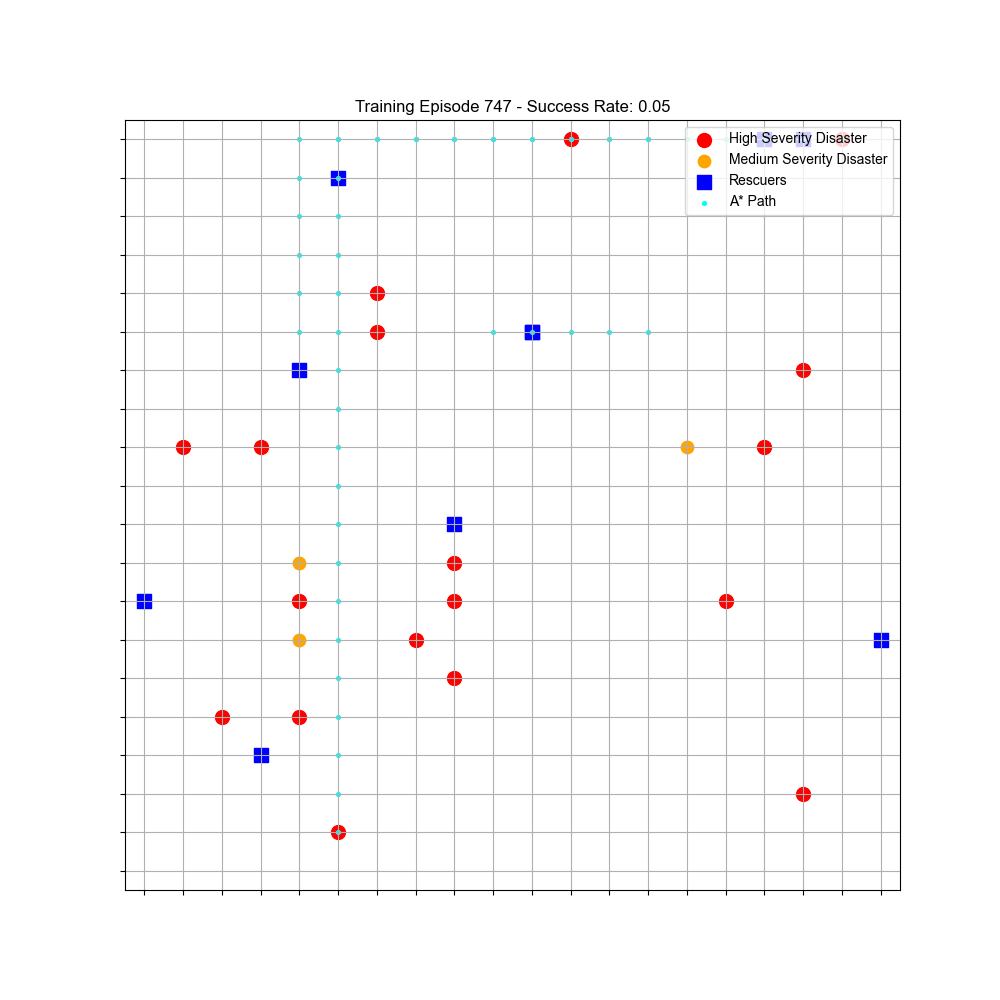 Training Episode 747 - Success Rate: 0.05
High Severity Disaster
Medium Severity Disaster
Rescuers
A* Path